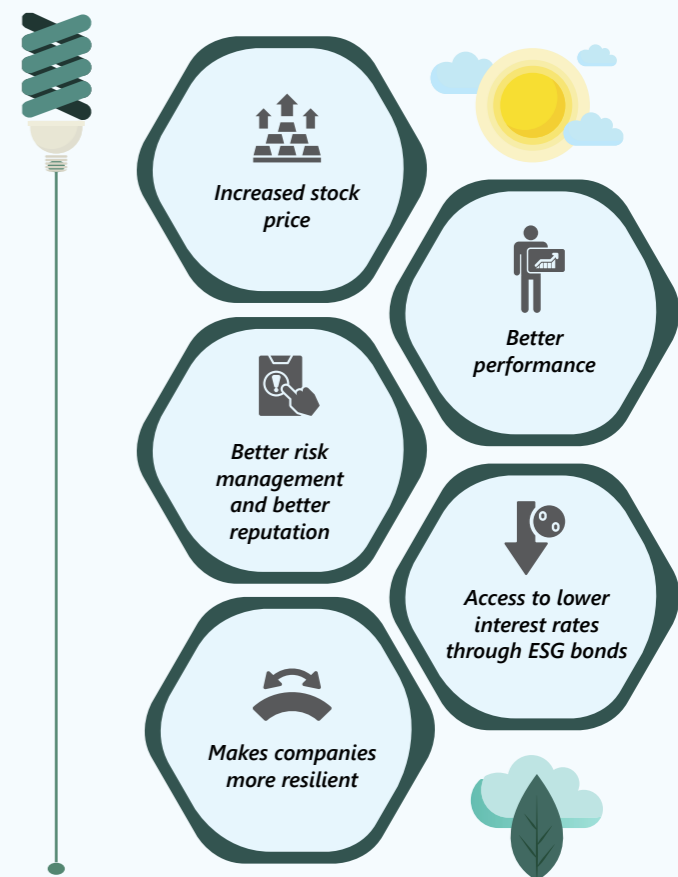 Increased stock
price
Better
performance
Better risk
management
and better
reputation
Access to lower
interest rates
through ESG bonds
Makes companies
more resilient